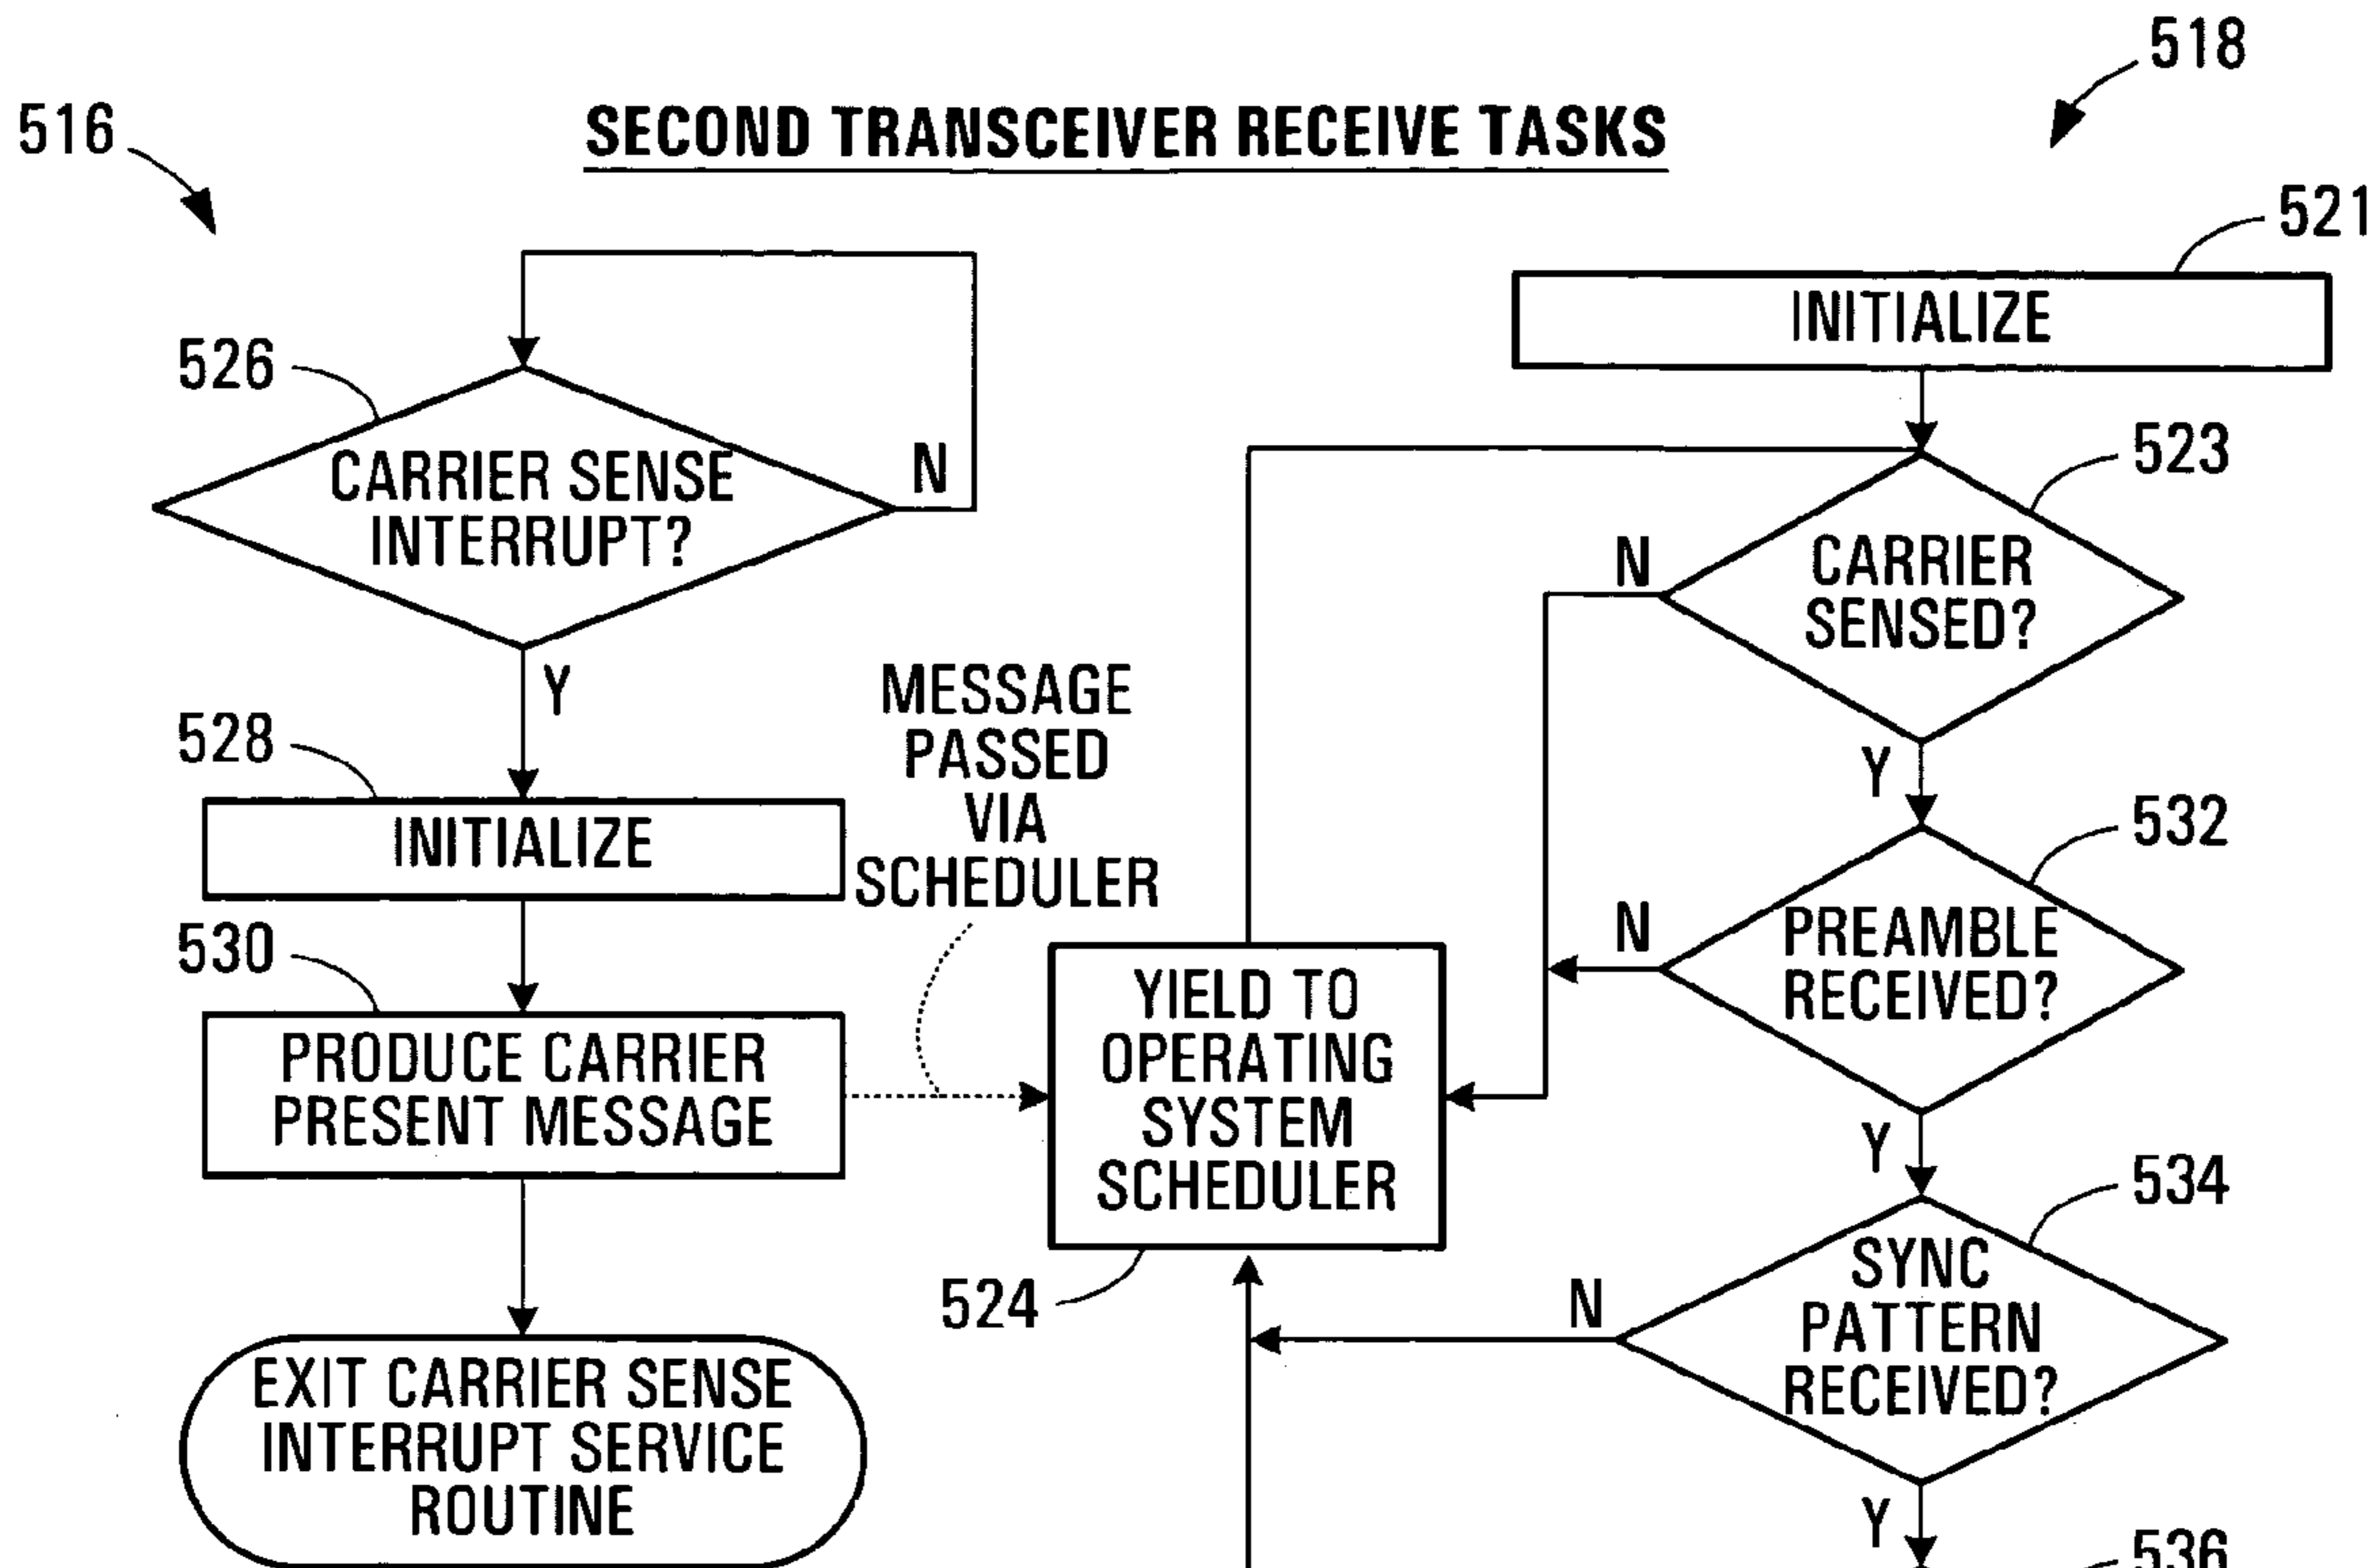 SECOND TRANSCEIVER RECEIVE TASKS
516
518
526
CARRIER SENSE
INTERRUPT?
N
Y
528
INITIALIZE
530
PRODUCE CARRIER
PRESENT MESSAGE
EXIT CARRIER SENSE
INTERRUPT SERVICE
ROUTINE
MESSAGE
PASSED
VIA
SCHEDULER
YIELD TO
OPERATING
SYSTEM
SCHEDULER
524
521
INITIALIZE
523
CARRIER
SENSED?
N
Y
532
PREAMBLE
RECEIVED?
N
Y
534
SYNC
PATTERN
RECEIVED?
N
Y
536